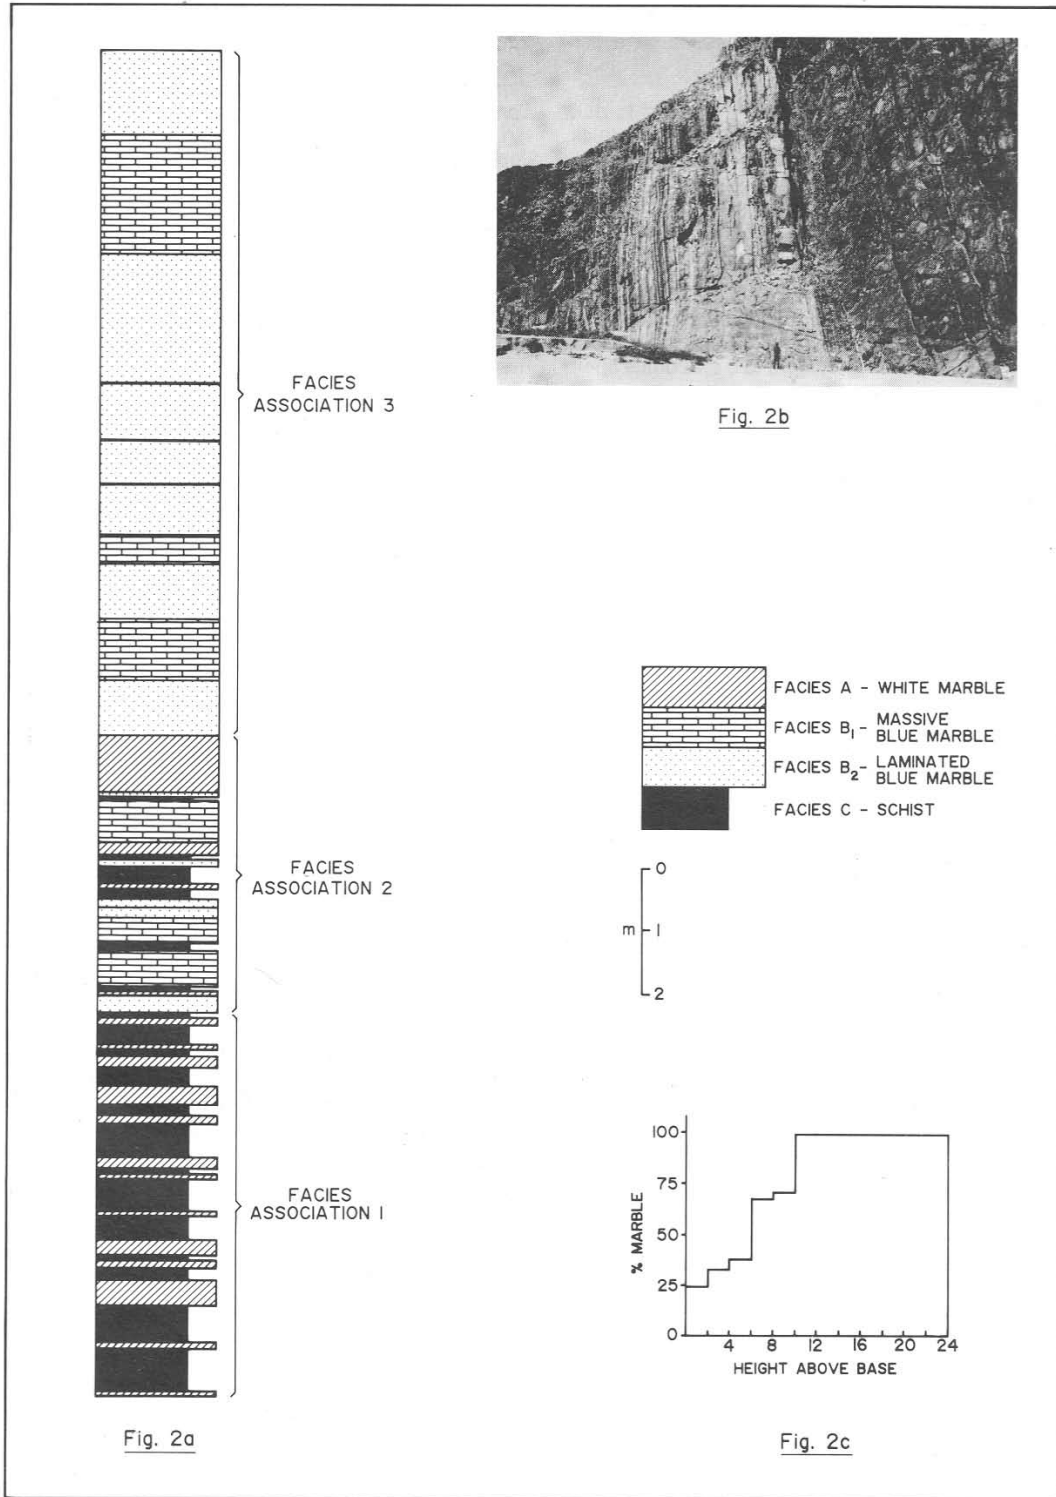 FACIES
ASSOCIATION 3
Fig. 2b
FACIES A - WHITE MARBLE
FACIES B₁- MASSIVE
BLUE MARBLE
FACIES B₂- LAMINATED
BLUE MARBLE
FACIES C - SCHIST
FACIES
ASSOCIATION 2
0
m 1
2
FACIES
ASSOCIATION 1
% MARBLE
100
75
50
25
0
4 8 12 16 20 24
HEIGHT ABOVE BASE
Fig. 2a
Fig. 2c